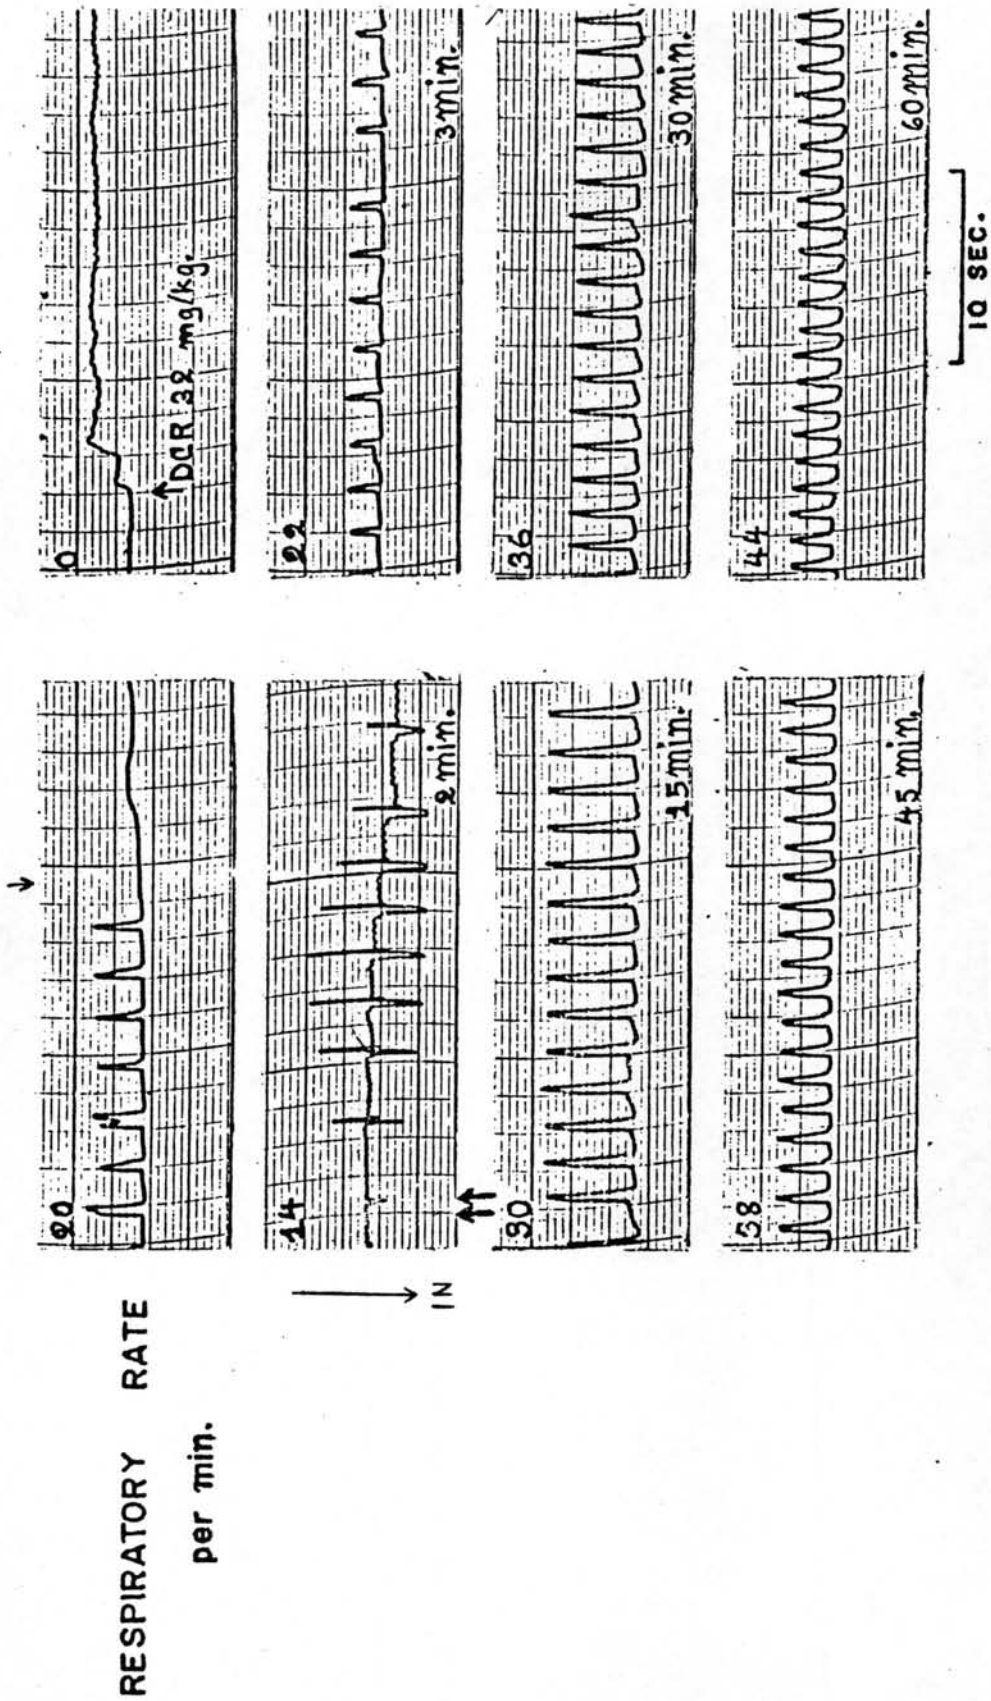 RESPIRATORY RATE
per min.
IN
20
0
DCR 32 mg/kg.
14
2 min.
22
3 min.
30
15 min.
36
30 min.
38
45 min.
44
60 min.
10 SEC.